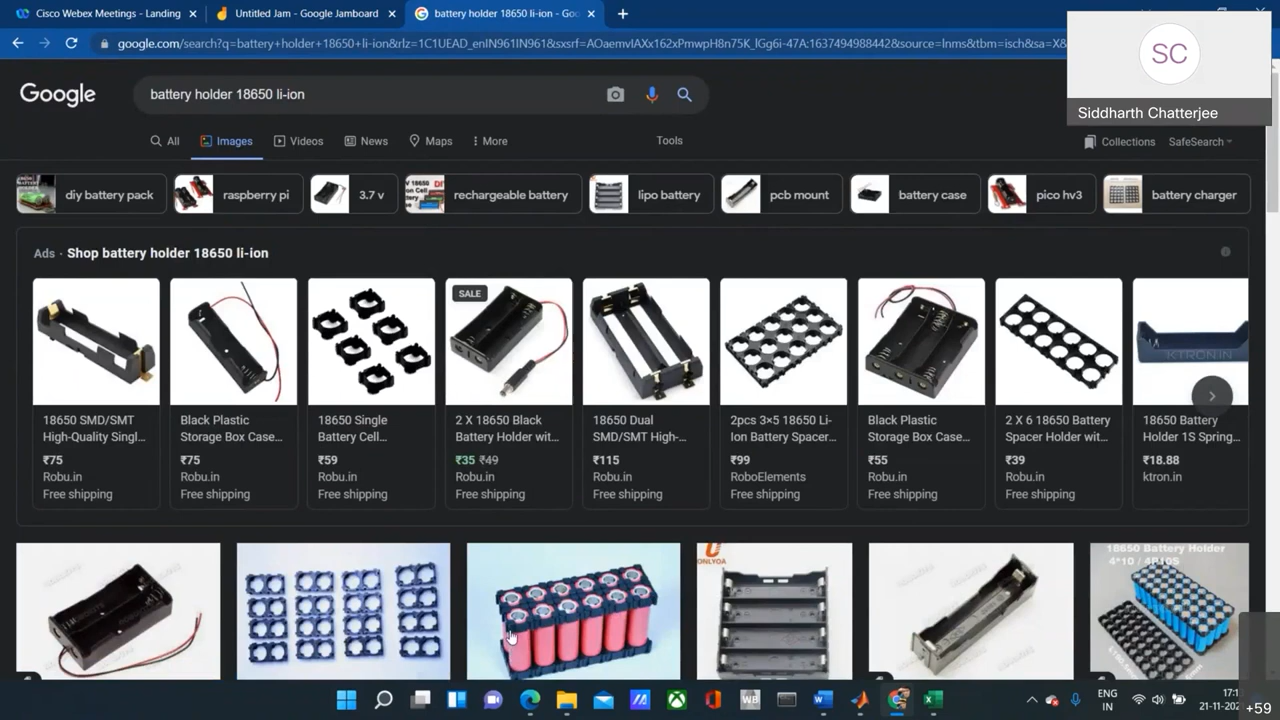 Cisco Webex Meetings - Landing
Untitled Jam - Google Jamboard
battery holder 18650 li-ion - Goo
google.com/search?q=battery+holder+18650+li-ion&rlz=1C1UEAD_enIN961IN961&sxsrf=AOaemvIAXx162xPmwpH8n75K_IGg6i-47A:1637494988442&source=lnms&tbm=isch&sa=X&
SC
Siddharth Chatterjee
Google
battery holder 18650 li-ion
All
Images
Videos
News
Maps
More
Tools
Collections
SafeSearch
diy battery pack
raspberry pi
3.7 v
rechargeable battery
lipo battery
pcb mount
battery case
pico hv3
battery charger
Ads · Shop battery holder 18650 li-ion
18650 SMD/SMT
High-Quality Singl...
₹75
Robu.in
Free shipping
Black Plastic
Storage Box Case...
₹75
Robu.in
Free shipping
18650 Single
Battery Cell...
₹59
Robu.in
Free shipping
SALE
2 X 18650 Black
Battery Holder wit...
₹35 ₹49
Robu.in
Free shipping
18650 Dual
SMD/SMT High-...
₹115
Robu.in
Free shipping
2pcs 3×5 18650 Li-
Ion Battery Spacer...
₹99
RoboElements
Free shipping
Black Plastic
Storage Box Case...
₹55
Robu.in
Free shipping
2 X 6 18650 Battery
Spacer Holder wit...
₹39
Robu.in
Free shipping
KTRON.IN
18650 Battery
Holder 1S Spring...
₹18.88
ktron.in
ONLYOA
18650 Battery Holder
ENG
IN
17:1
21-11-202
+59